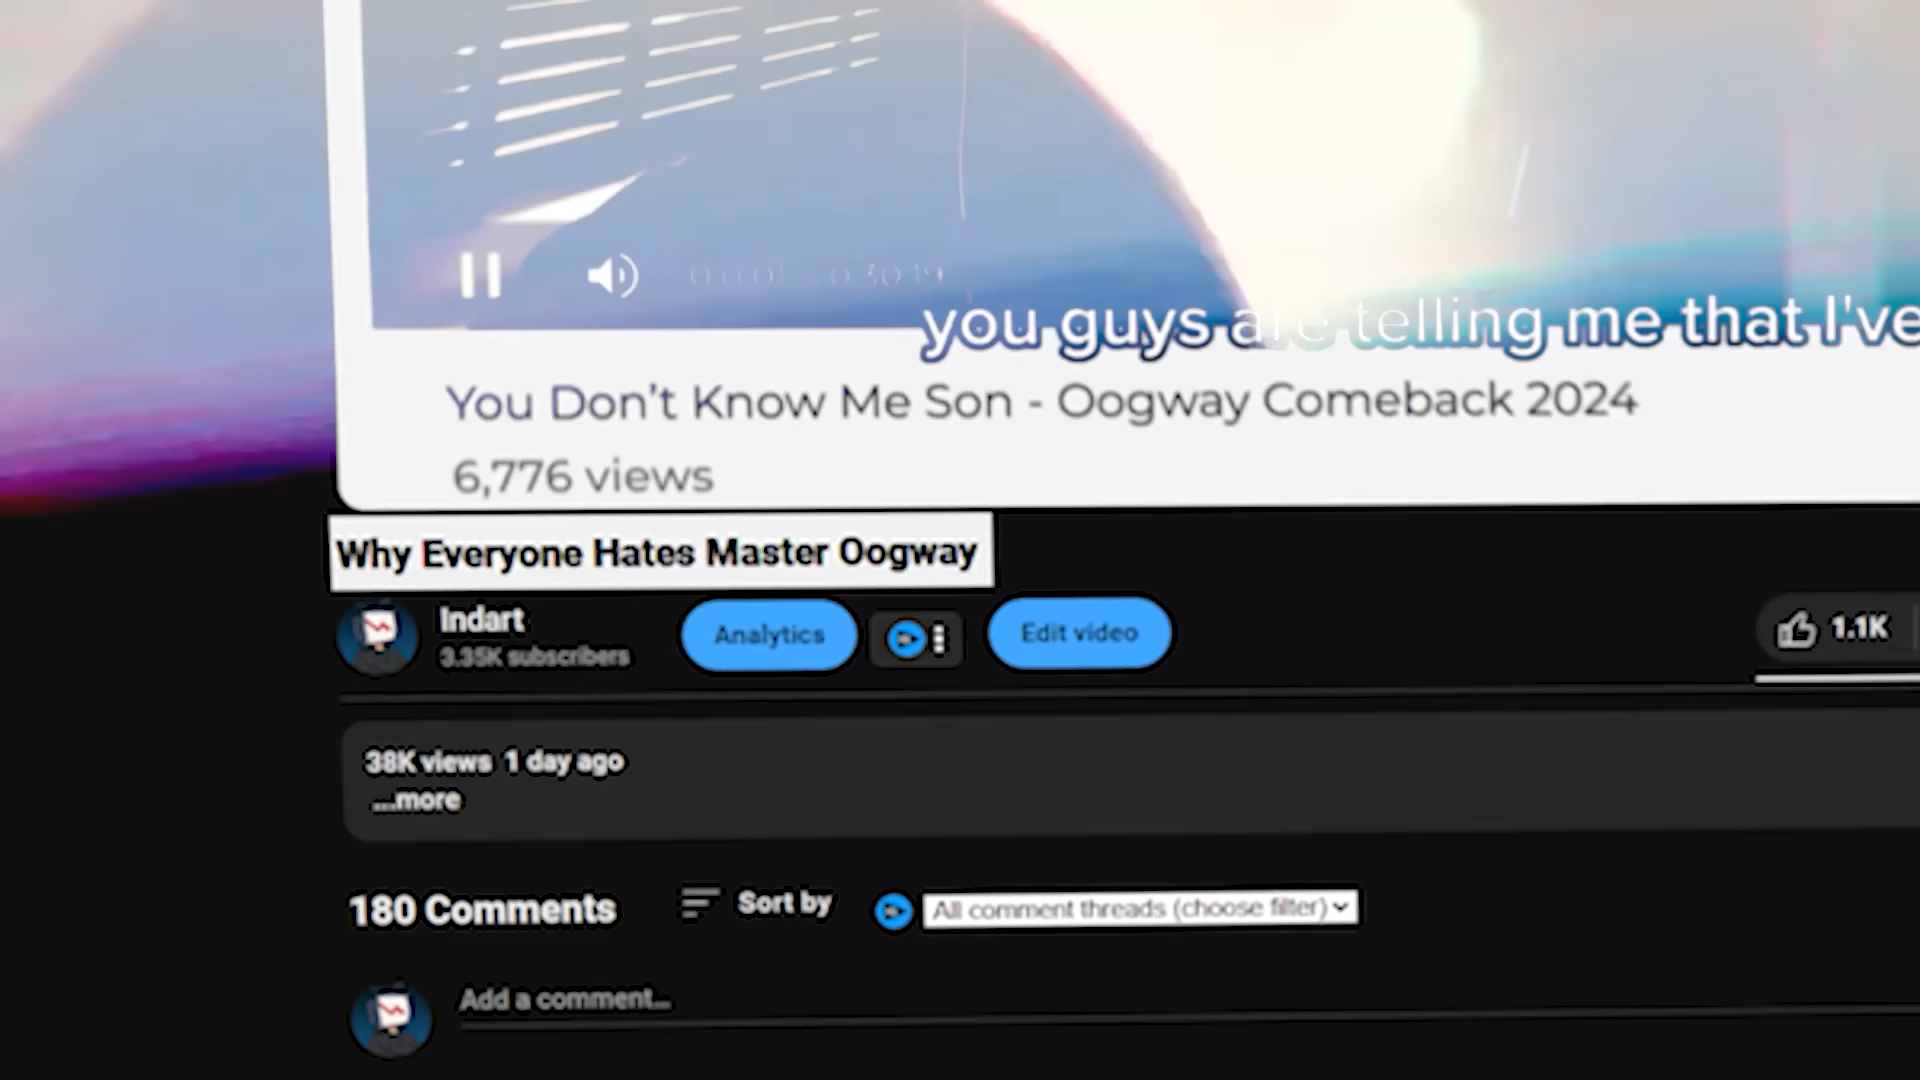 you guys are telling me that I've
You Don't Know Me Son - Oogway Comeback 2024
6,776 views
Why Everyone Hates Master Oogway
Indart
3.35K subscribers
Analytics
Edit video
1.1K
38K views 1 day ago
...more
180 Comments
Sort by
All comment threads (choose filter)
Add a comment...